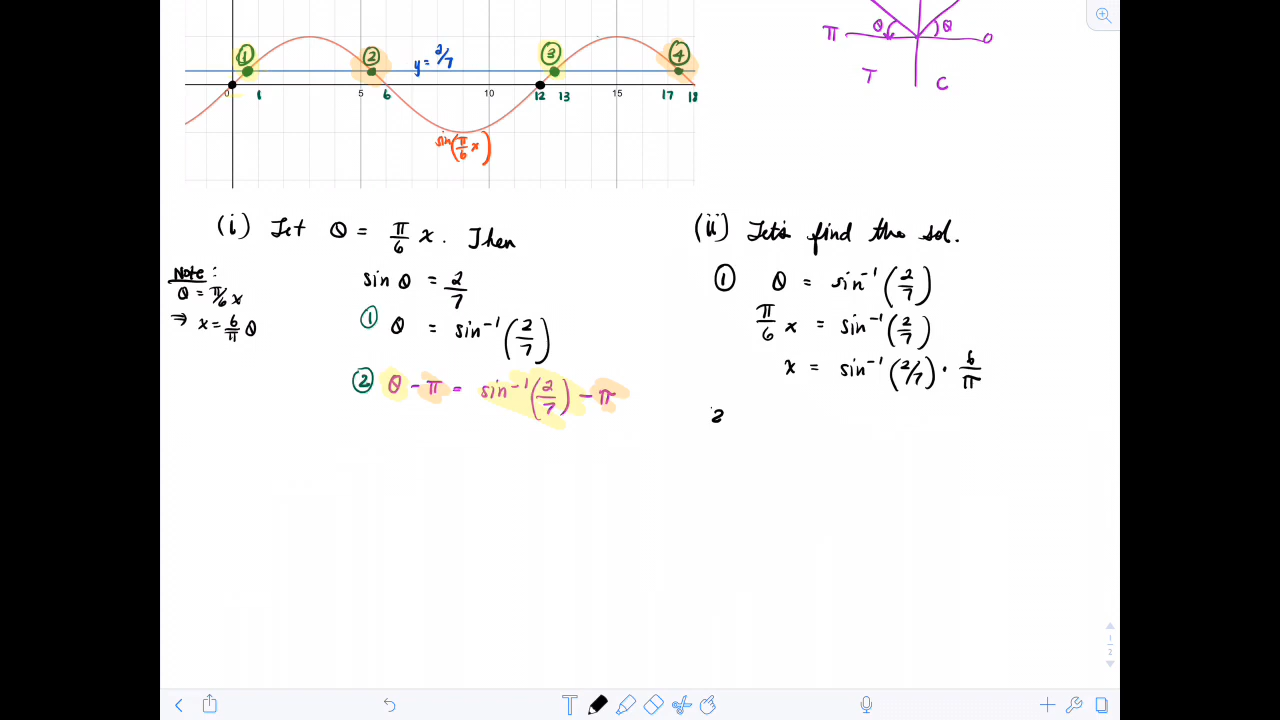 ① ② ③ ④
y = 2/7
0 1 5 6 10 12 13 15 17 18
sin(π/6 x)
π θ θ 0
T C
(i) Let θ = π/6 x. Then
Note:
θ = π/6 x
⇒ x = 6/π θ
sin θ = 2/7
① θ = sin⁻¹(2/7)
② θ - π = sin⁻¹(2/7) - π
(ii) Let's find the sol.
① θ = sin⁻¹(2/7)
π/6 x = sin⁻¹(2/7)
x = sin⁻¹(2/7) · 6/π
2
T
1/2